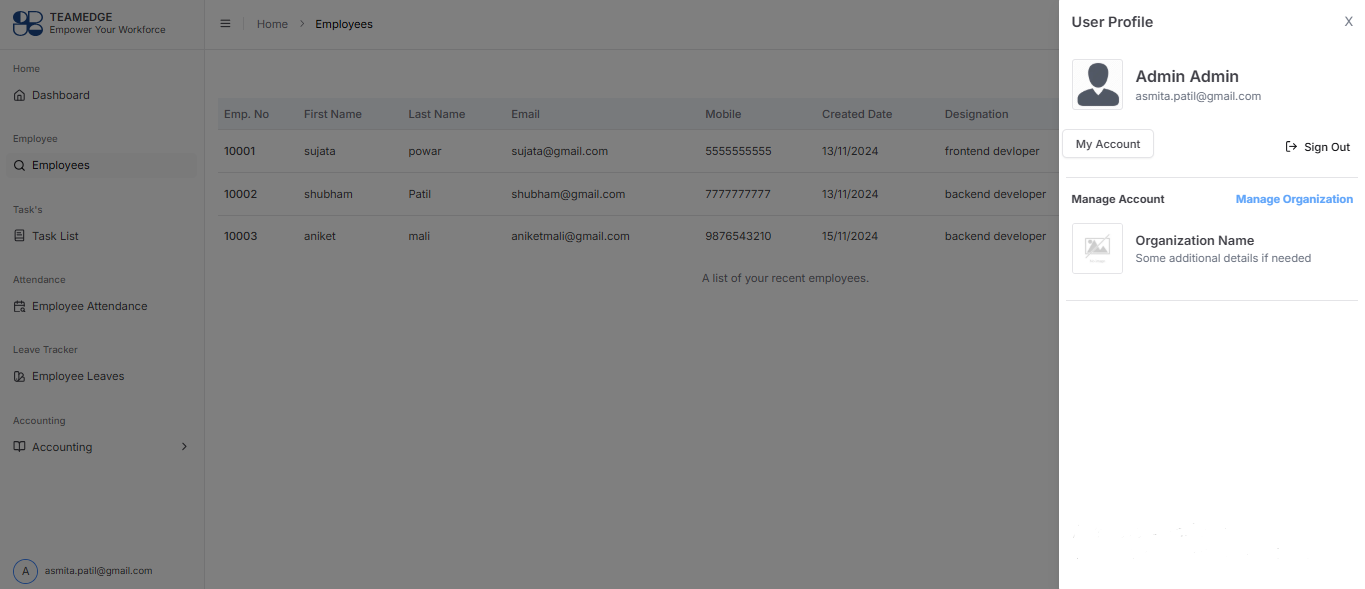 TEAMEDGE
Empower Your Workforce
Home
Dashboard
Employee
Employees
Task's
Task List
Attendance
Employee Attendance
Leave Tracker
Employee Leaves
Accounting
Accounting
A asmita.patil@gmail.com
Home > Employees
Emp. No First Name Last Name Email Mobile Created Date Designation
10001 sujata powar sujata@gmail.com 5555555555 13/11/2024 frontend devloper
10002 shubham Patil shubham@gmail.com 7777777777 13/11/2024 backend developer
10003 aniket mali aniketmali@gmail.com 9876543210 15/11/2024 backend developer
A list of your recent employees.
User Profile X
Admin Admin
asmita.patil@gmail.com
My Account Sign Out
Manage Account Manage Organization
Organization Name
Some additional details if needed